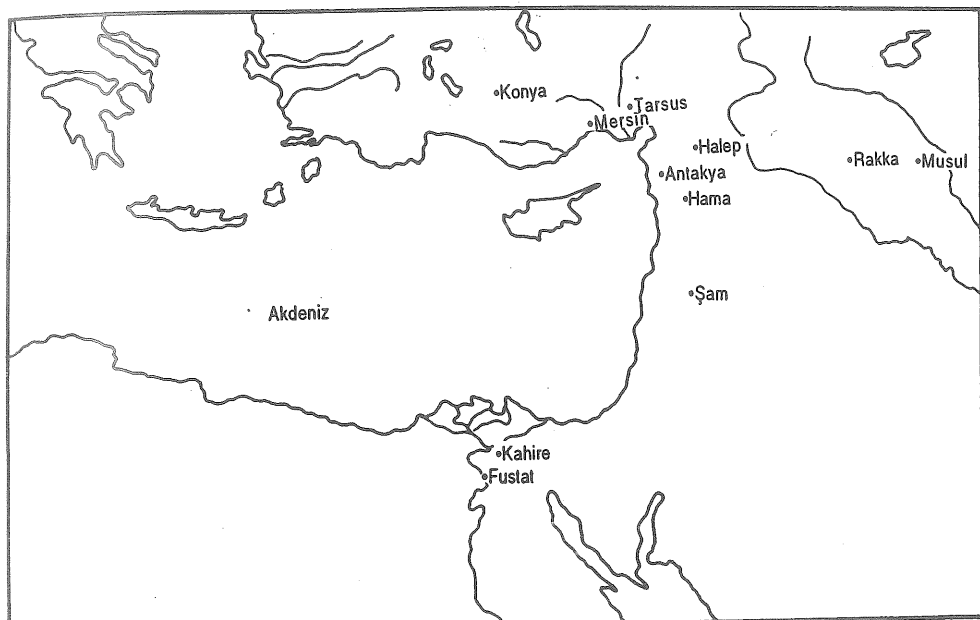 Konya
Tarsus
Mersin
Halep
Rakka
Musul
Antakya
Hama
Şam
Akdeniz
Kahire
Fustat